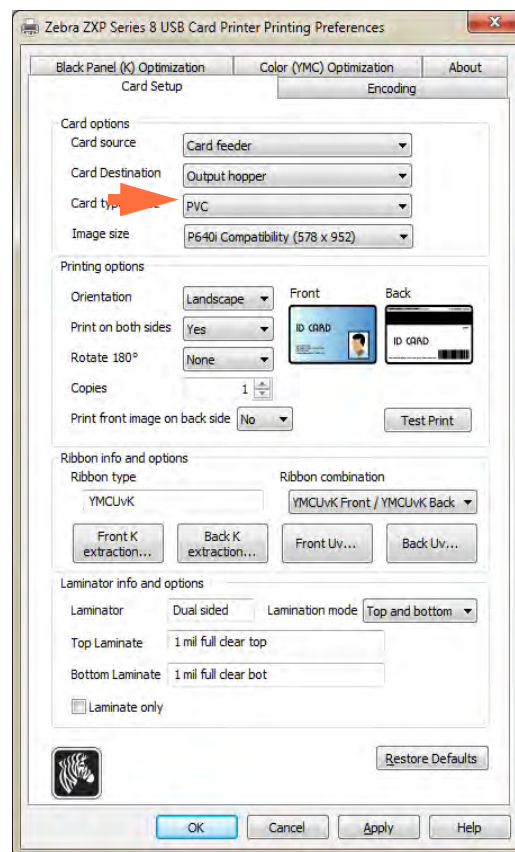 Zebra ZXP Series 8 USB Card Printer Printing Preferences
Black Panel (K) Optimization Color (YMC) Optimization About
Card Setup Encoding
Card options
Card source Card feeder
Card Destination Output hopper
Card PVC
Image size P640i Compatibility (578 x 952)
Printing options
Orientation Landscape Front Back
Print on both sides Yes ID CARD ID CARD
Rotate 180° None
Copies 1
Print front image on back side No Test Print
Ribbon info and options
Ribbon type Ribbon combination
YMCUvK YMCUvK Front / YMCUvK Back
Front K extraction... Back K extraction... Front Uv... Back Uv...
Laminator info and options
Laminator Dual sided Lamination mode Top and bottom
Top Laminate 1 mil full clear top
Bottom Laminate 1 mil full clear bot
Laminate only
Restore Defaults
OK Cancel Apply Help